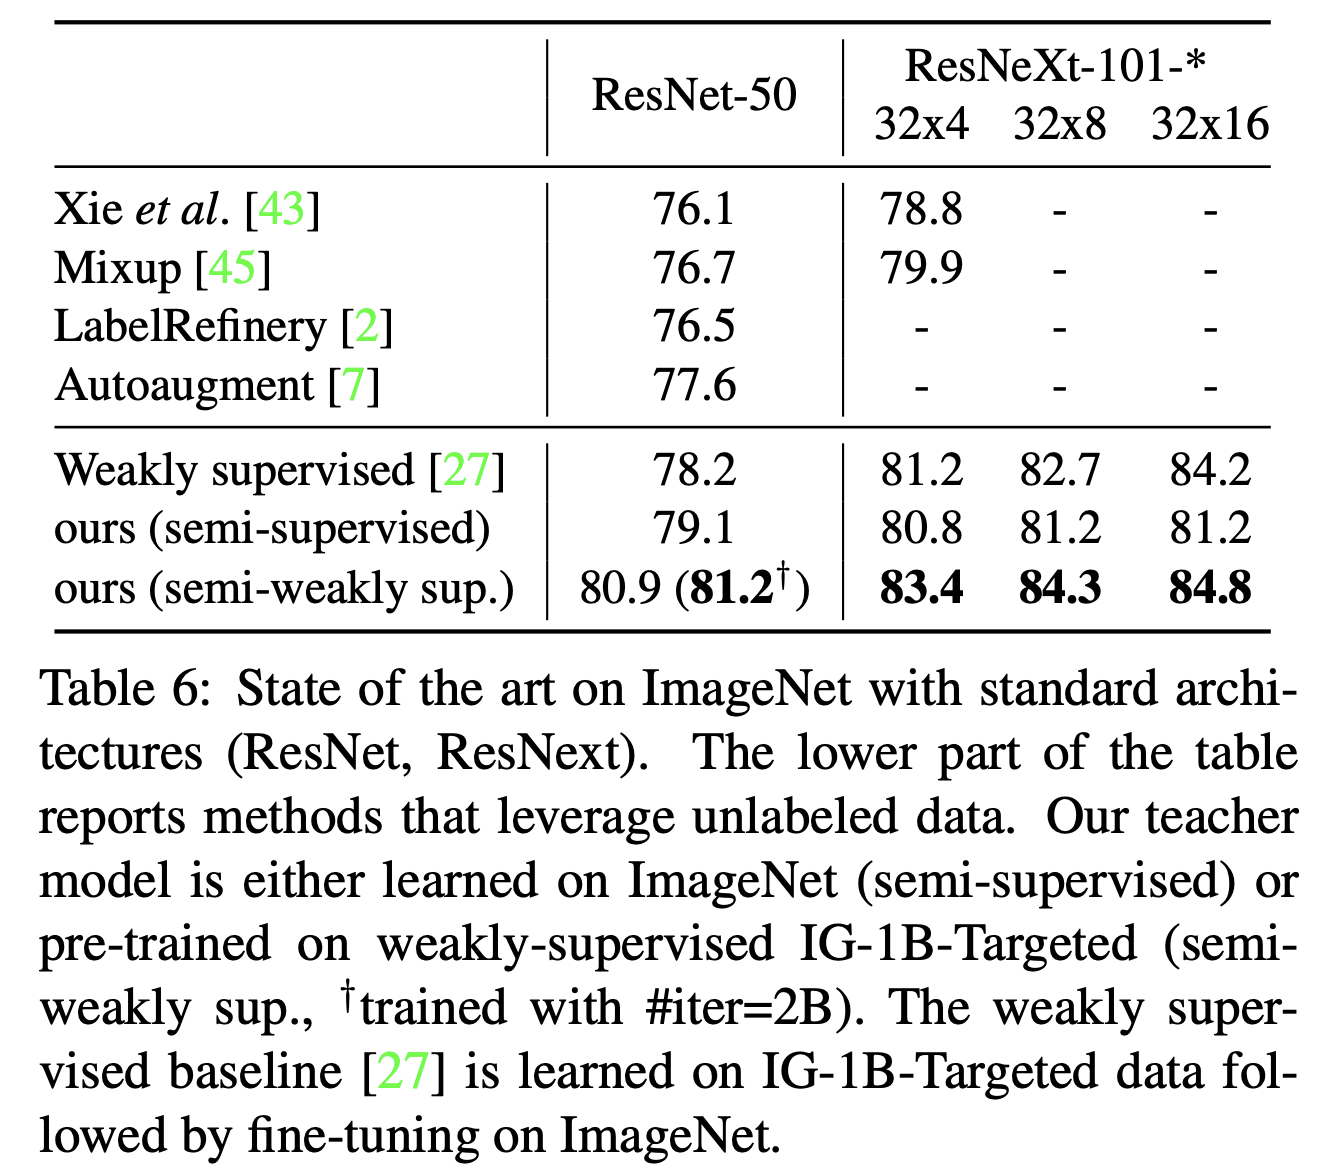 ResNet-50 ResNeXt-101-*
32x4 32x8 32x16
Xie et al. [43] 76.1 78.8 - -
Mixup [45] 76.7 79.9 - -
LabelRefinery [2] 76.5 - - -
Autoaugment [7] 77.6 - - -
Weakly supervised [27] 78.2 81.2 82.7 84.2
ours (semi-supervised) 79.1 80.8 81.2 81.2
ours (semi-weakly sup.) 80.9 (81.2†) 83.4 84.3 84.8
Table 6: State of the art on ImageNet with standard archi-
tectures (ResNet, ResNext). The lower part of the table
reports methods that leverage unlabeled data. Our teacher
model is either learned on ImageNet (semi-supervised) or
pre-trained on weakly-supervised IG-1B-Targeted (semi-
weakly sup., †trained with #iter=2B). The weakly super-
vised baseline [27] is learned on IG-1B-Targeted data fol-
lowed by fine-tuning on ImageNet.